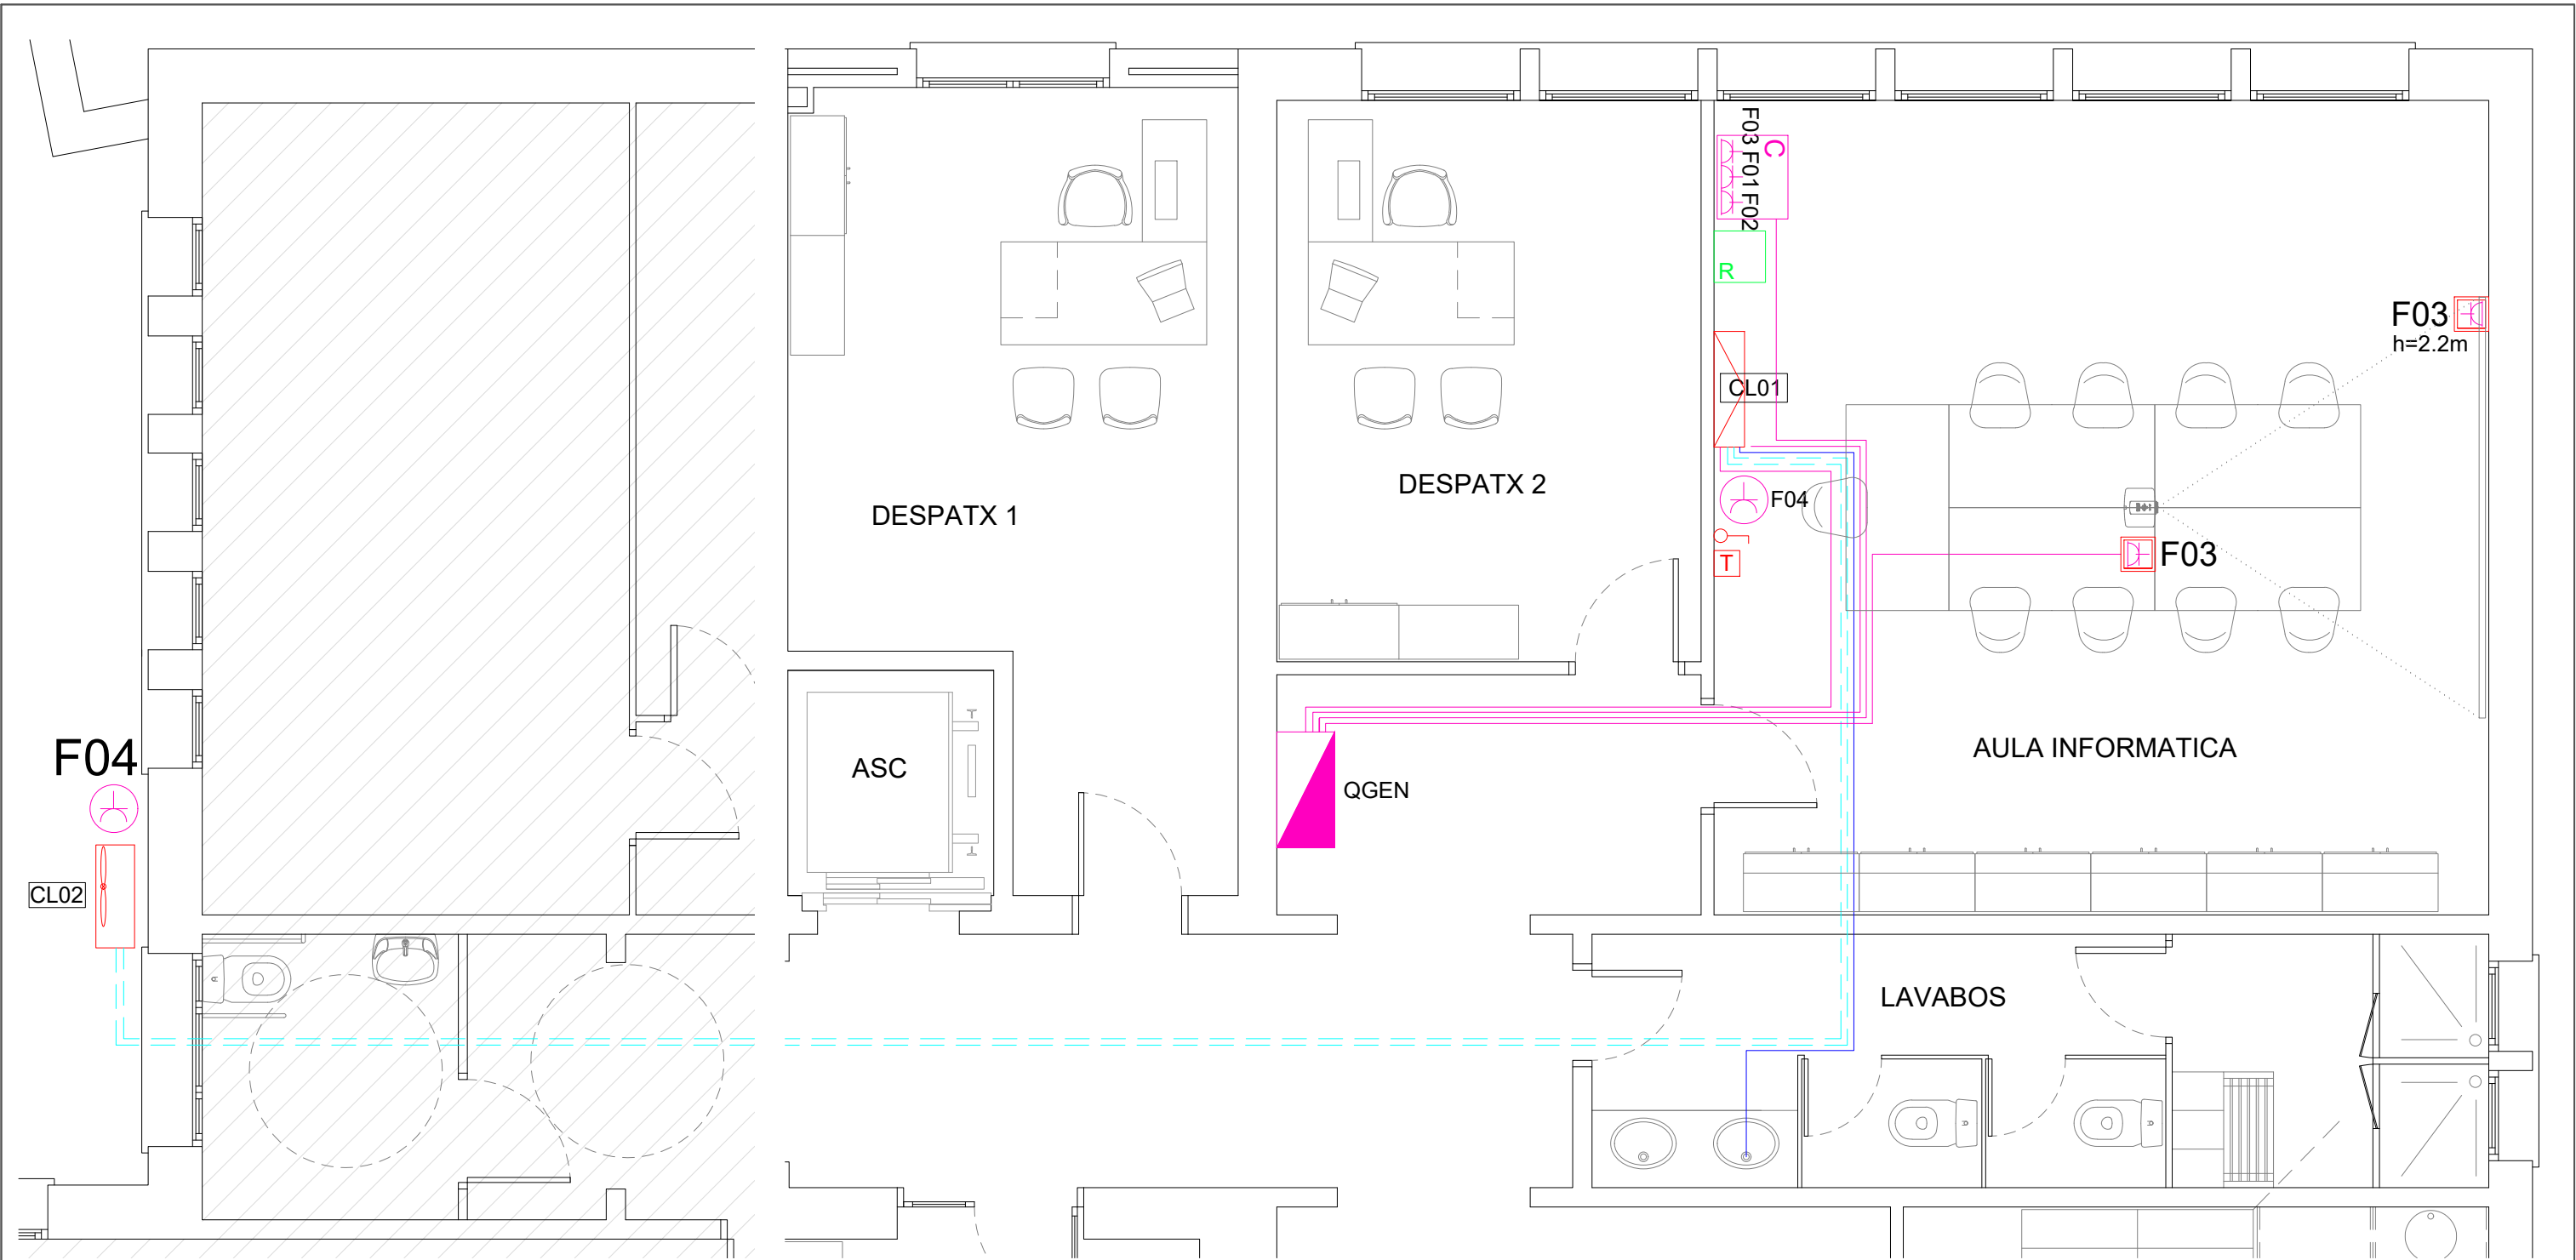 F03 F01 F02
C
R
F03
h=2.2m
CL01
DESPATX 1
DESPATX 2
F04
F03
T
F04
ASC
QGEN
AULA INFORMATICA
CL02
LAVABOS